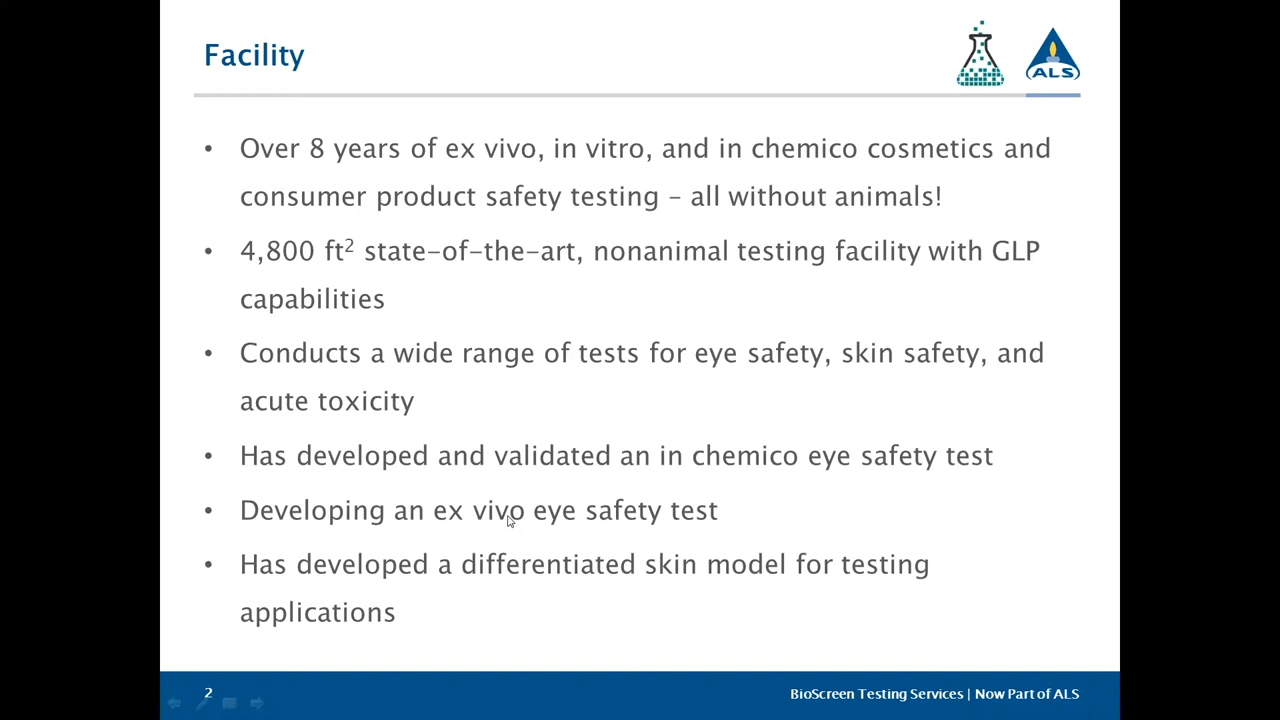 Facility
ALS
• Over 8 years of ex vivo, in vitro, and in chemico cosmetics and
consumer product safety testing – all without animals!
• 4,800 ft² state-of-the-art, nonanimal testing facility with GLP
capabilities
• Conducts a wide range of tests for eye safety, skin safety, and
acute toxicity
• Has developed and validated an in chemico eye safety test
• Developing an ex vivo eye safety test
• Has developed a differentiated skin model for testing
applications
2
BioScreen Testing Services | Now Part of ALS